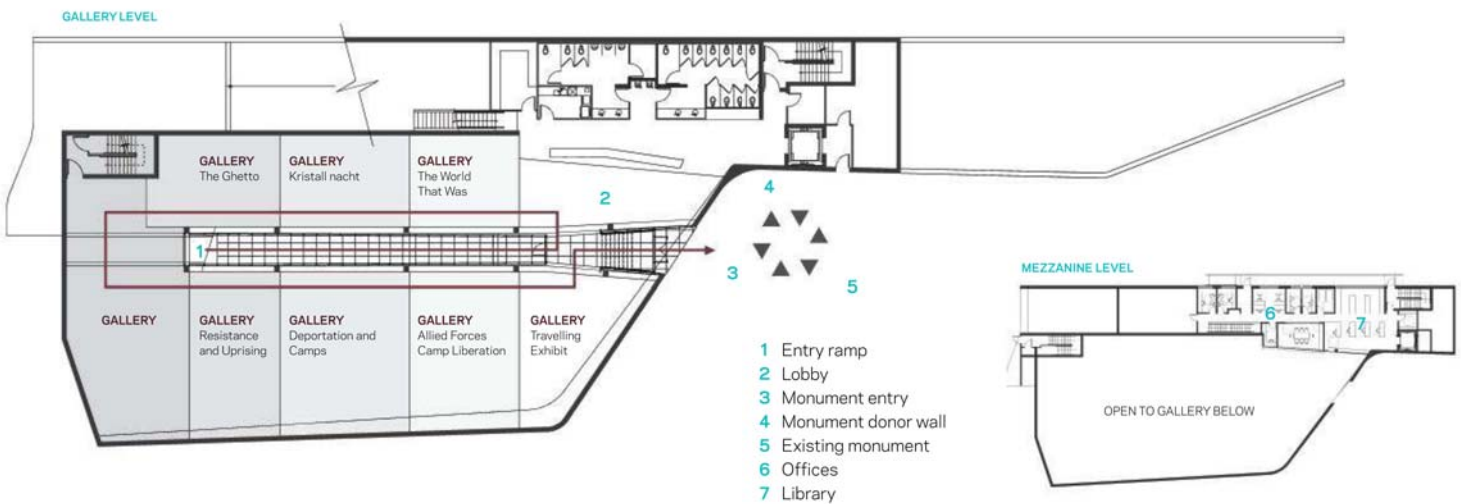 GALLERY LEVEL
GALLERY
The Ghetto
GALLERY
Kristall nacht
GALLERY
The World
That Was
1
2
3
4
5
GALLERY
GALLERY
Resistance
and Uprising
GALLERY
Deportation and
Camps
GALLERY
Allied Forces
Camp Liberation
GALLERY
Travelling
Exhibit
1 Entry ramp
2 Lobby
3 Monument entry
4 Monument donor wall
5 Existing monument
6 Offices
7 Library
MEZZANINE LEVEL
6
7
OPEN TO GALLERY BELOW